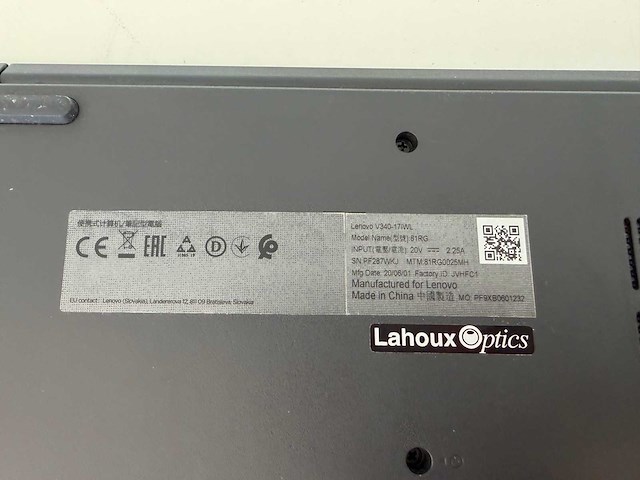 便携式计算机/筆記型電腦
CE EAC
EU contact : Lenovo (Slovakia), Landererova 12, 811 09 Bratislava, Slovakia
Lenovo V340-17IWL
Model Name(型號):81RG
INPUT(電壓/電流): 20V 2.25A
SN:PF287WKJ MTM:81RG0025MH
Mfg Date: 20/06/01 Factory ID: JVHFC1
Manufactured for Lenovo
Made in China 中國製造 MO: PF9XB0601232
Lahoux Optics